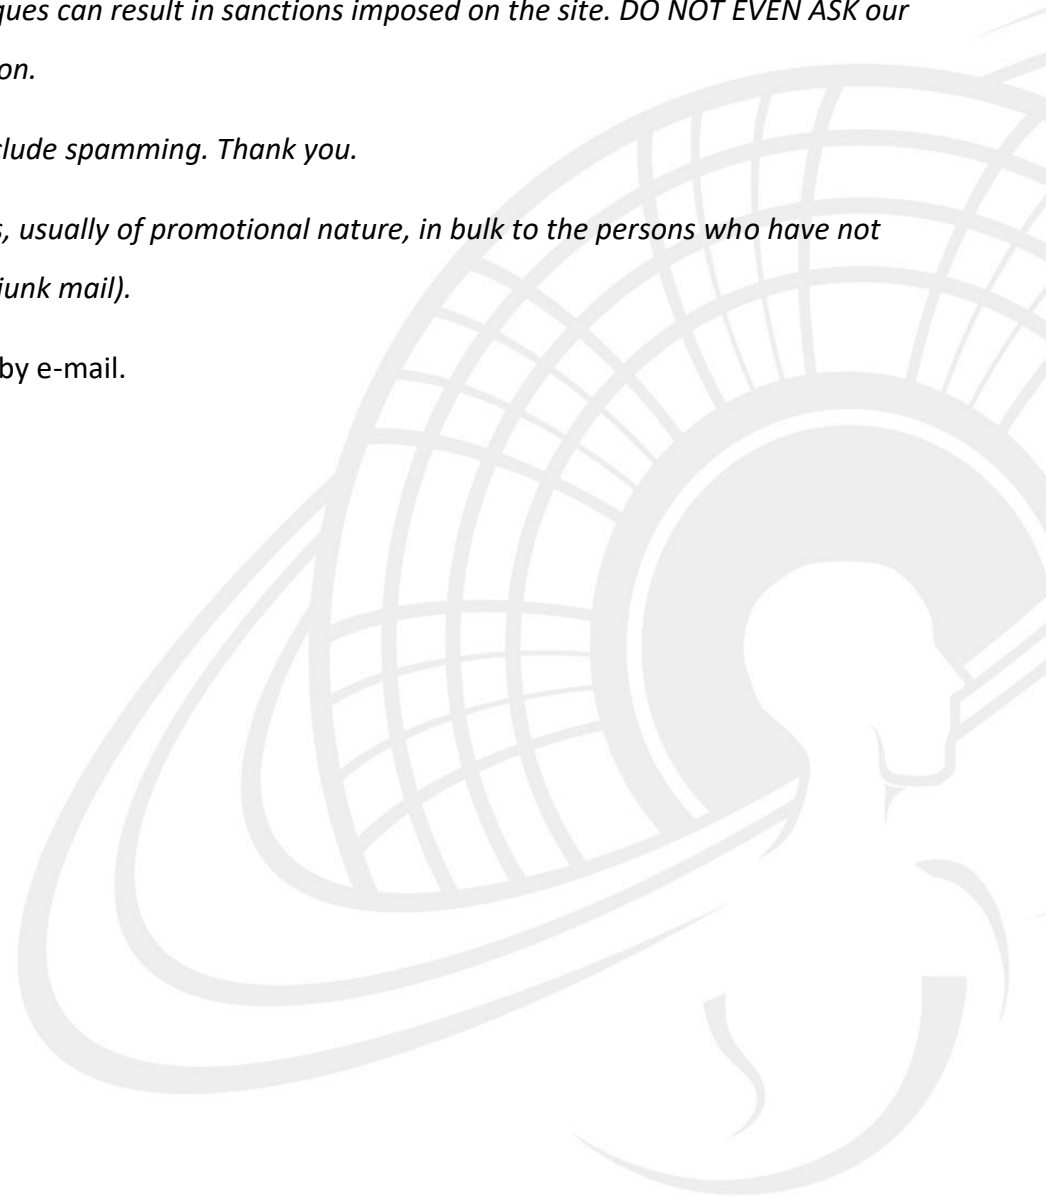 ques can result in sanctions imposed on the site. DO NOT EVEN ASK our
on.
clude spamming. Thank you.
s, usually of promotional nature, in bulk to the persons who have not
junk mail).
by e-mail.